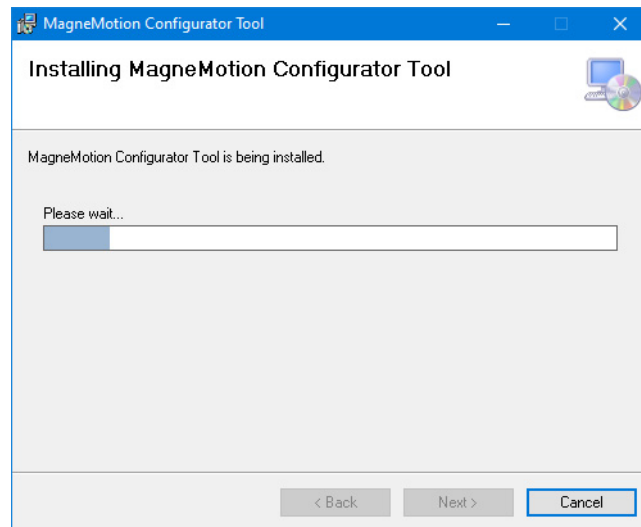 MagneMotion Configurator Tool
Installing MagneMotion Configurator Tool
MagneMotion Configurator Tool is being installed.
Please wait...
< Back Next > Cancel